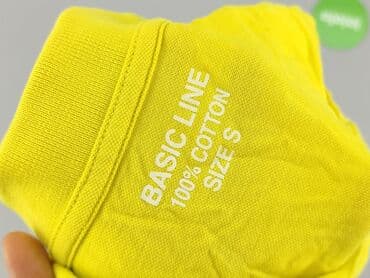 BASIC LINE
100% COTTON
SIZE S